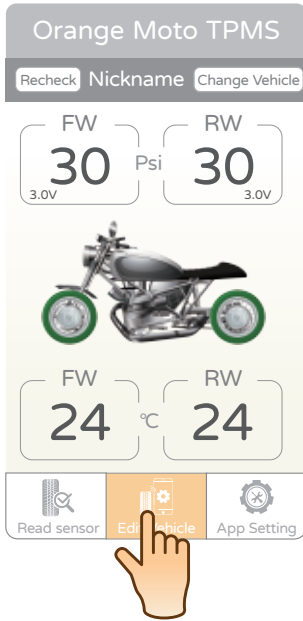 Orange Moto TPMS
Recheck Nickname Change Vehicle
FW RW
30 Psi 30
3.0V 3.0V
FW RW
24 °C 24
Read sensor Edit Vehicle App Setting